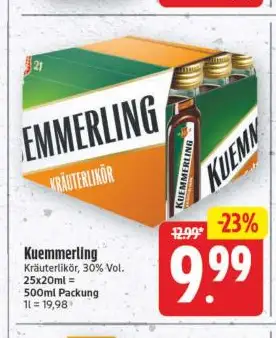 21
EMMERLING
KRÄUTERLIKÖR
KUEMMERLING
KUEMN
-23%
12.99*
9.99
Kuemmerling
Kräuterlikör, 30% Vol.
25x20ml =
500ml Packung
1l = 19,98